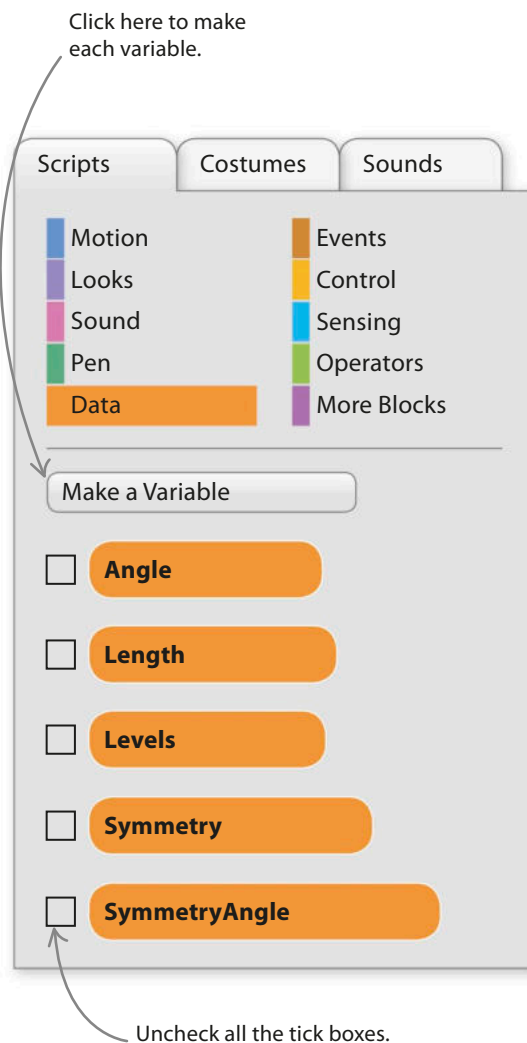 Click here to make
each variable.
Scripts
Costumes
Sounds
Motion
Looks
Sound
Pen
Data
Events
Control
Sensing
Operators
More Blocks
Make a Variable
Angle
Length
Levels
Symmetry
SymmetryAngle
Uncheck all the tick boxes.